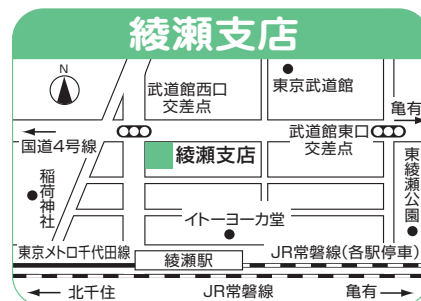 綾瀬支店
N
武道館西口
交差点
東京武道館
亀有
国道4号線
武道館東口
交差点
綾瀬支店
稲荷神社
東綾瀬公園
イトーヨーカ堂
東京メトロ千代田線
綾瀬駅
JR常磐線(各駅停車)
北千住
JR常磐線
亀有